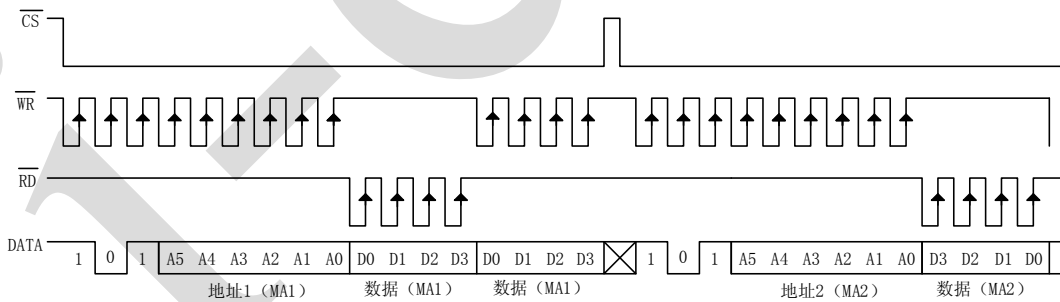 CS
WR
RD
DATA 1 0 1 A5 A4 A3 A2 A1 A0 D0 D1 D2 D3 D0 D1 D2 D3 1 0 1 A5 A4 A3 A2 A1 A0 D3 D2 D1 D0
地址1（MA1） 数据（MA1） 数据（MA1） 地址2（MA2） 数据（MA2）